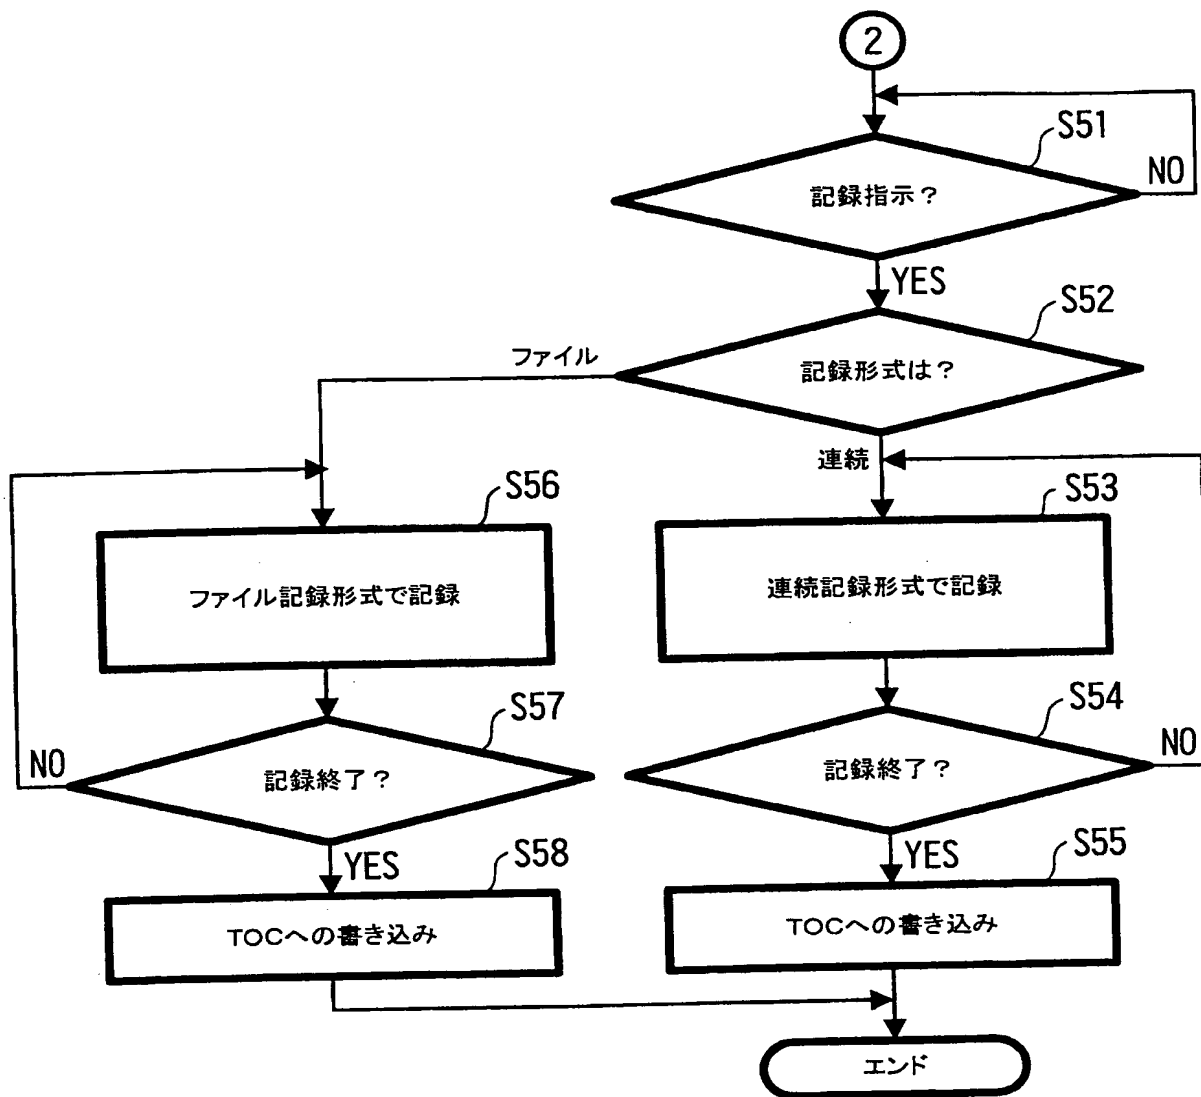 2
S51
記録指示？
NO
YES
S52
記録形式は？
ファイル
連続
S56
ファイル記録形式で記録
S53
連続記録形式で記録
S57
記録終了？
NO
YES
S54
記録終了？
NO
YES
S58
TOCへの書き込み
S55
TOCへの書き込み
エンド